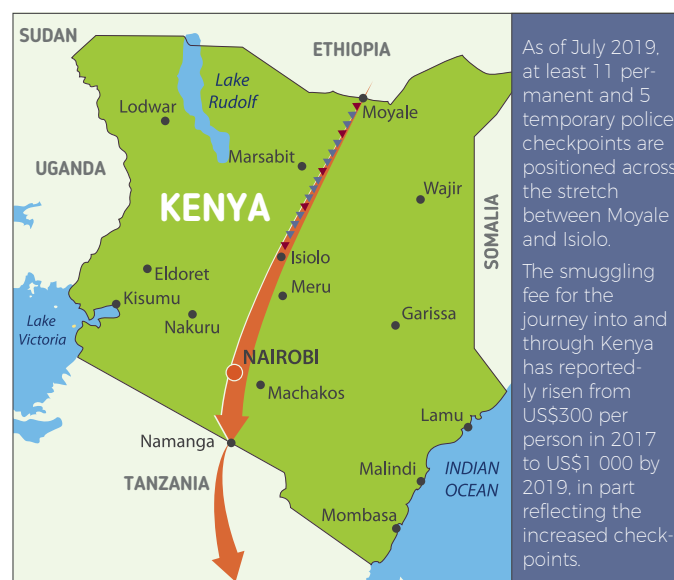 SUDAN
ETHIOPIA
Lake
Rudolf
Lodwar
Moyale
Marsabit
UGANDA
KENYA
Wajir
SOMALIA
Isiolo
Eldoret
Meru
Kisumu
Nakuru
Garissa
Lake
Victoria
NAIROBI
Machakos
Lamu
Namanga
TANZANIA
Malindi
INDIAN
OCEAN
Mombasa
As of July 2019,
at least 11 per-
manent and 5
temporary police
checkpoints are
positioned across
the stretch
between Moyale
and Isiolo.
The smuggling
fee for the
journey into and
through Kenya
has reported-
ly risen from
US$300 per
person in 2017
to US$1 000 by
2019, in part
reflecting the
increased check-
points.